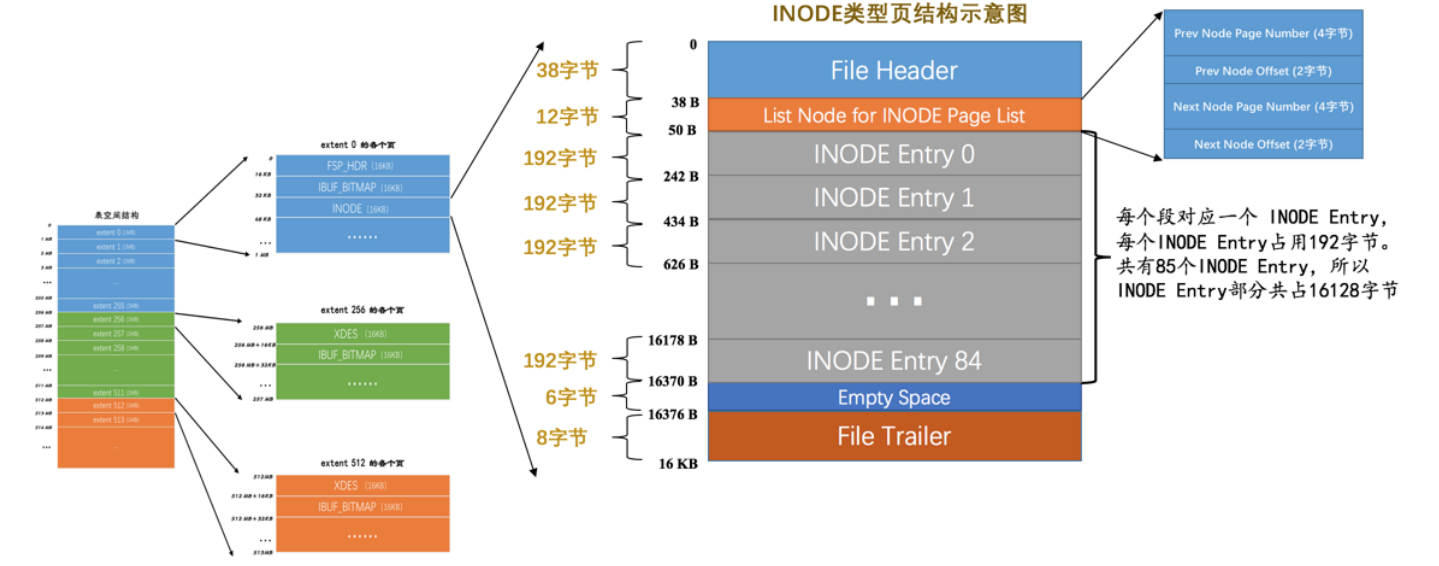 INODE类型页结构示意图
表空间结构
0
extent 0 (1MB)
1 MB
extent 1 (1MB)
2 MB
extent 2 (1MB)
3 MB
...
...
255 MB
extent 255 (1MB)
256 MB
extent 256 (1MB)
257 MB
extent 257 (1MB)
258 MB
extent 258 (1MB)
259 MB
...
...
511 MB
extent 511 (1MB)
512 MB
extent 512 (1MB)
513 MB
extent 513 (1MB)
514 MB
...
...
extent 0 的各个页
0
FSP_HDR (16KB)
16 KB
IBUF_BITMAP (16KB)
32 KB
INODE (16KB)
48 KB
...
......
1 MB
extent 256 的各个页
256 MB
XDES (16KB)
256 MB+16KB
IBUF_BITMAP (16KB)
256 MB+32KB
...
......
257 MB
extent 512 的各个页
512MB
XDES (16KB)
512 MB+16KB
IBUF_BITMAP (16KB)
512 MB+32KB
...
......
513MB
0
38字节
File Header
38 B
12字节
List Node for INODE Page List
50 B
192字节
INODE Entry 0
242 B
192字节
INODE Entry 1
434 B
192字节
INODE Entry 2
626 B
...
16178 B
192字节
INODE Entry 84
16370 B
6字节
Empty Space
16376 B
8字节
File Trailer
16 KB
Prev Node Page Number (4字节)
Prev Node Offset (2字节)
Next Node Page Number (4字节)
Next Node Offset (2字节)
每个段对应一个 INODE Entry,
每个INODE Entry占用192字节。
共有85个INODE Entry, 所以
INODE Entry部分共占16128字节